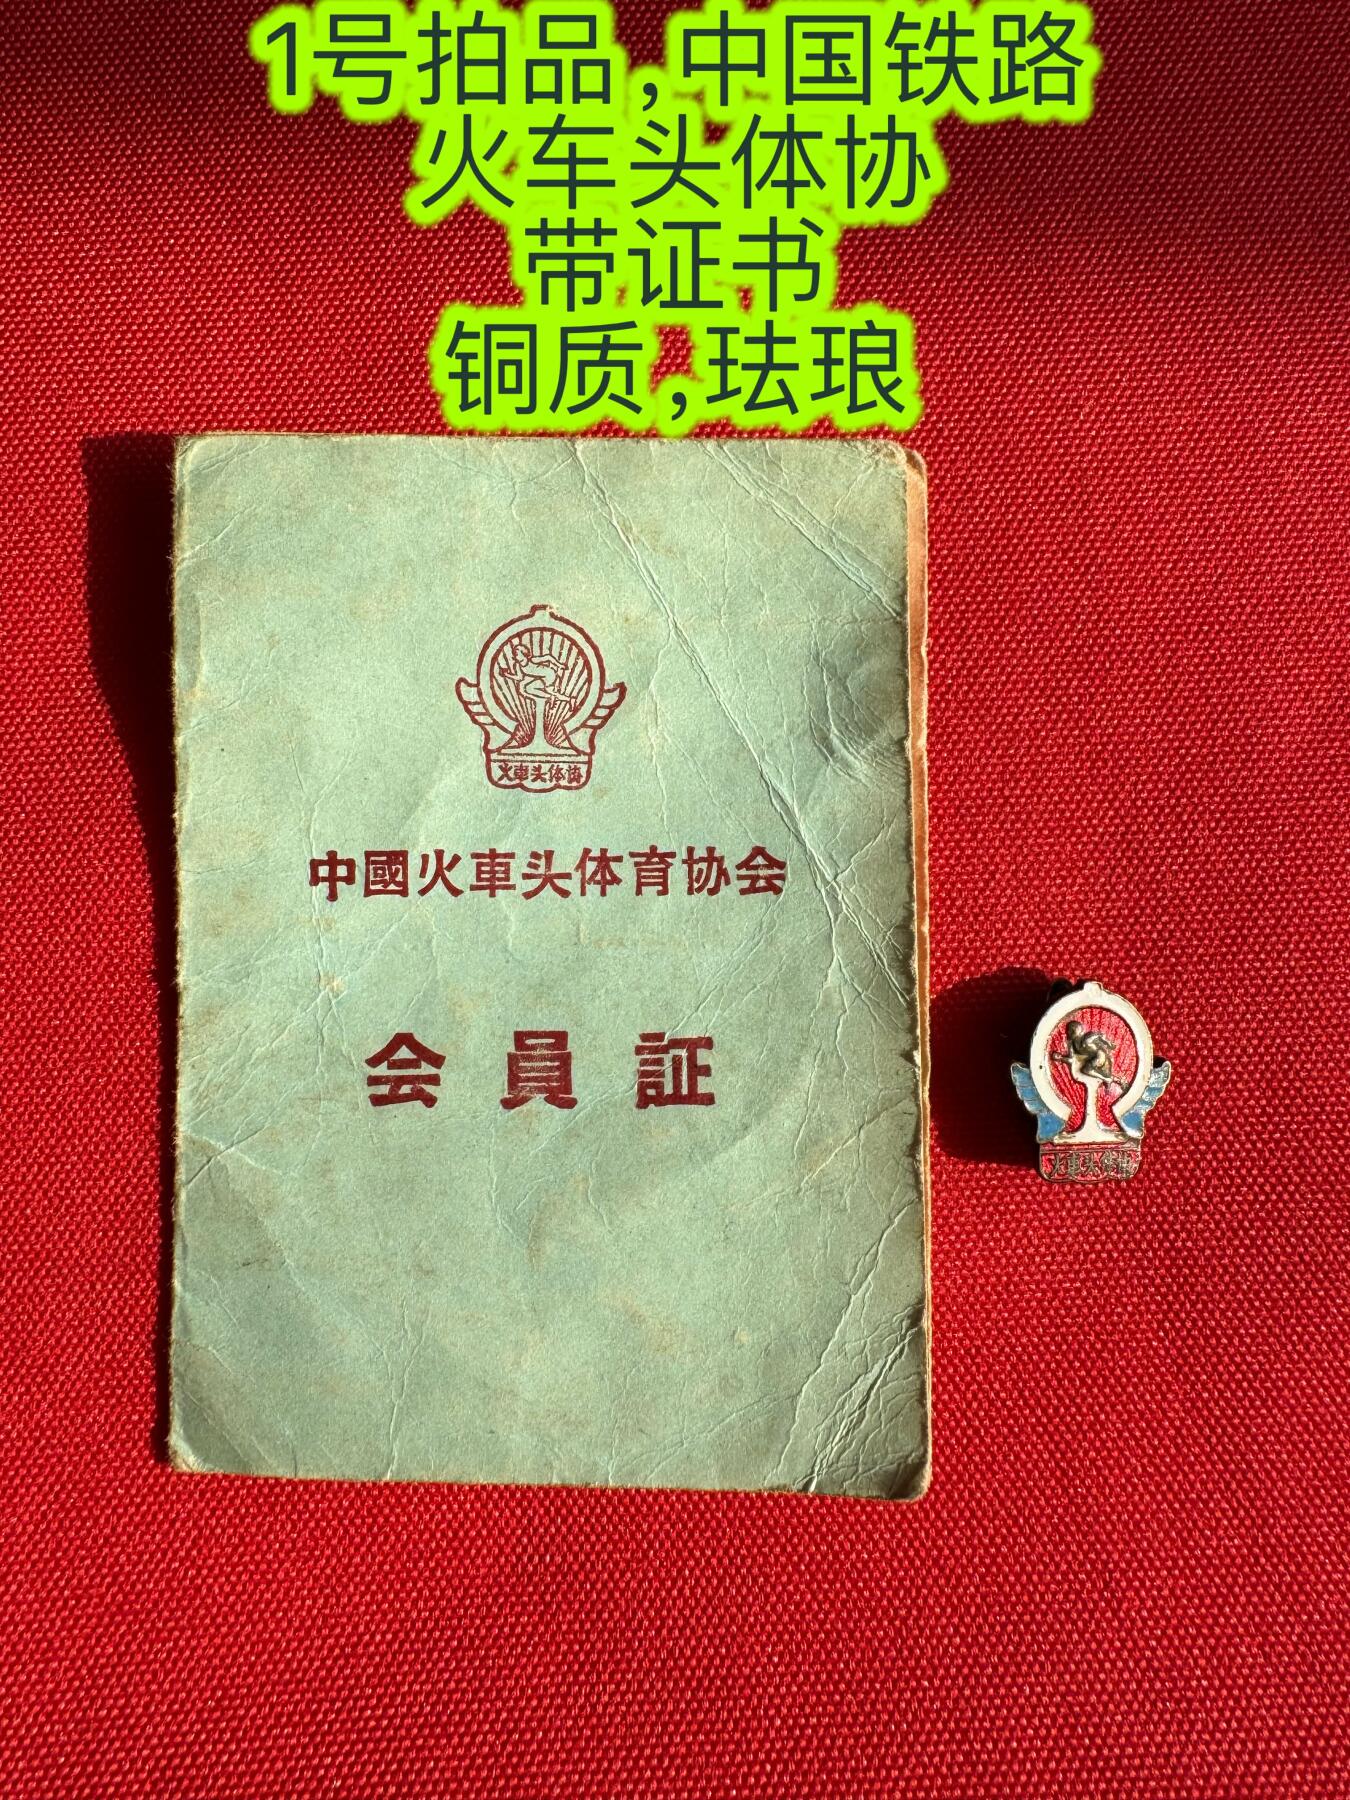 1号拍品,中国铁路
火车头体协
带证书
铜质,珐琅
火車头体协
中國火車头体育协会
会員証
火車头体协